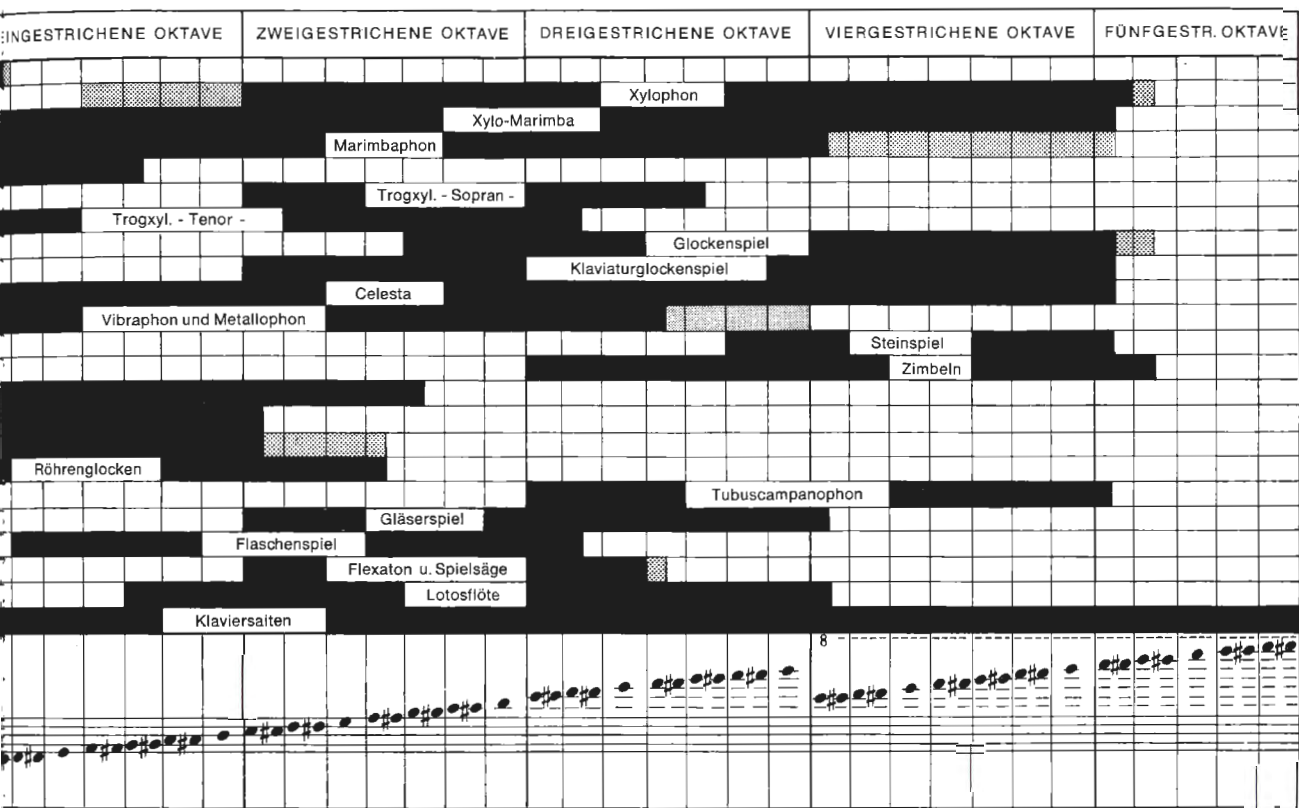 EINGESTRICHENE OKTAVE ZWEIGESTRICHENE OKTAVE DREIGESTRICHENE OKTAVE VIERGESTRICHENE OKTAVE FÜNFGESTR. OKTAVE
Xylophon
Xylo-Marimba
Marimbaphon
Trogxyl. - Sopran -
Trogxyl. - Tenor -
Glockenspiel
Klaviaturglockenspiel
Celesta
Vibraphon und Metallophon
Steinspiel
Zimbeln
Röhrenglocken
Tubuscampanophon
Gläserspiel
Flaschenspiel
Flexaton u. Spielsäge
Lotosflöte
Klaviersaiten
8